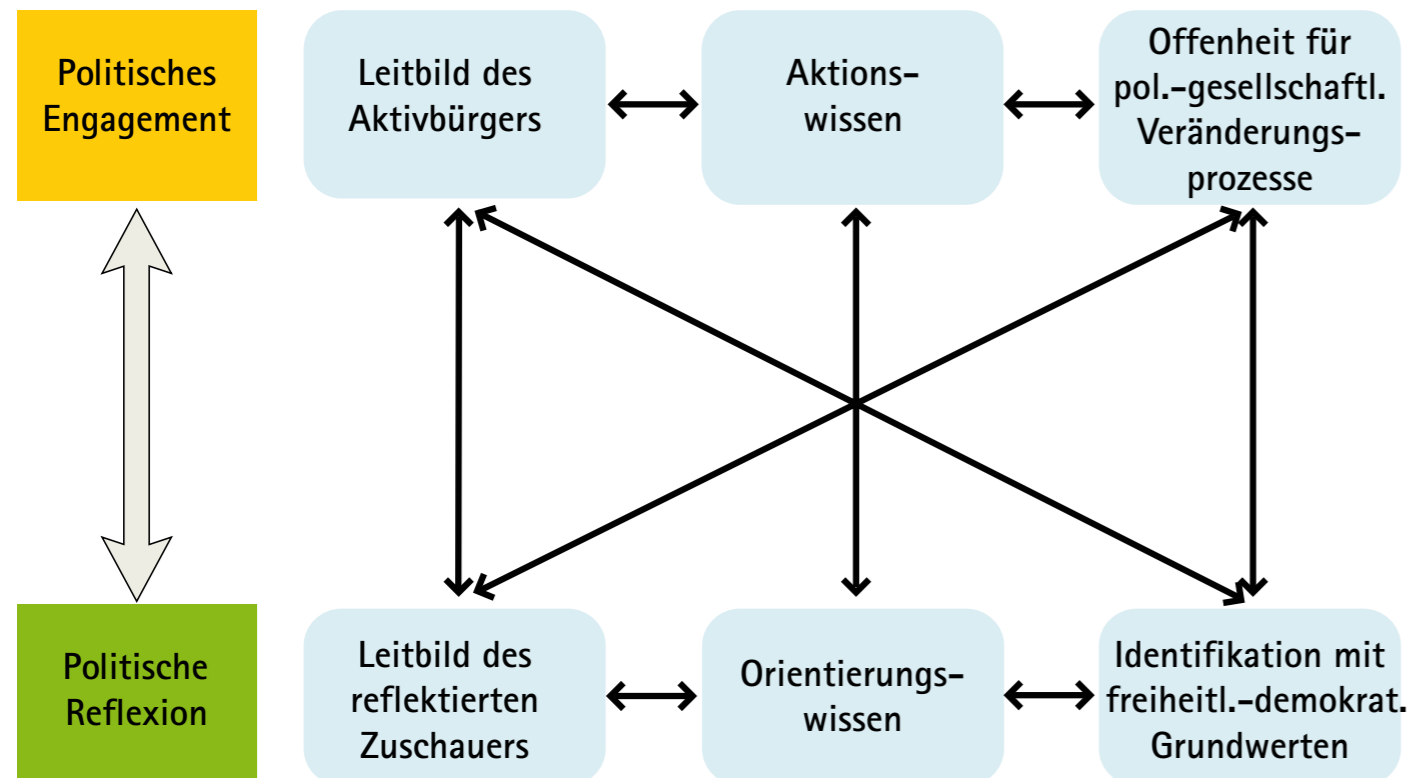 Politisches
Engagement
Leitbild des
Aktivbürgers
Aktions-
wissen
Offenheit für
pol.-gesellschaftl.
Veränderungs-
prozesse
Politische
Reflexion
Leitbild des
reflektierten
Zuschauers
Orientierungs-
wissen
Identifikation mit
freiheitl.-demokrat.
Grundwerten